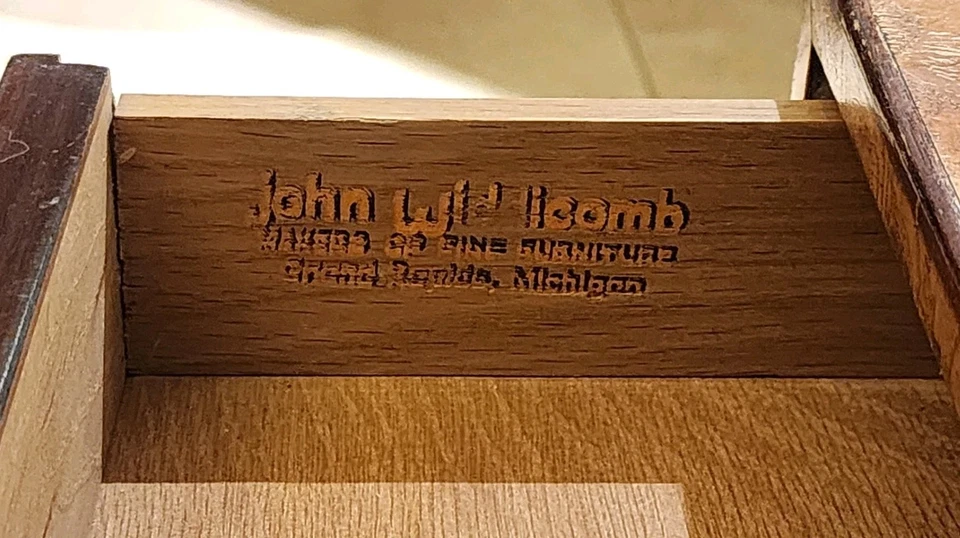 John Widdicomb
MAKERS OF FINE FURNITURE
Grand Rapids, Michigan